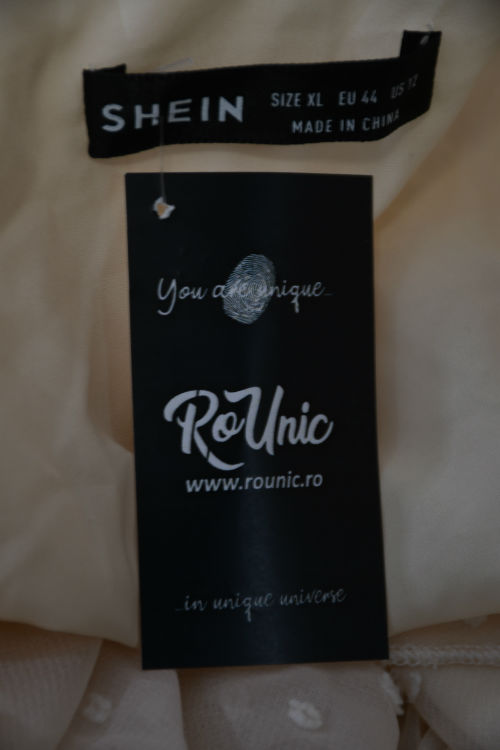 SHEIN SIZE XL EU 44 US 12
MADE IN CHINA
You are unique...
RoUnic
www.rounic.ro
...in unique universe